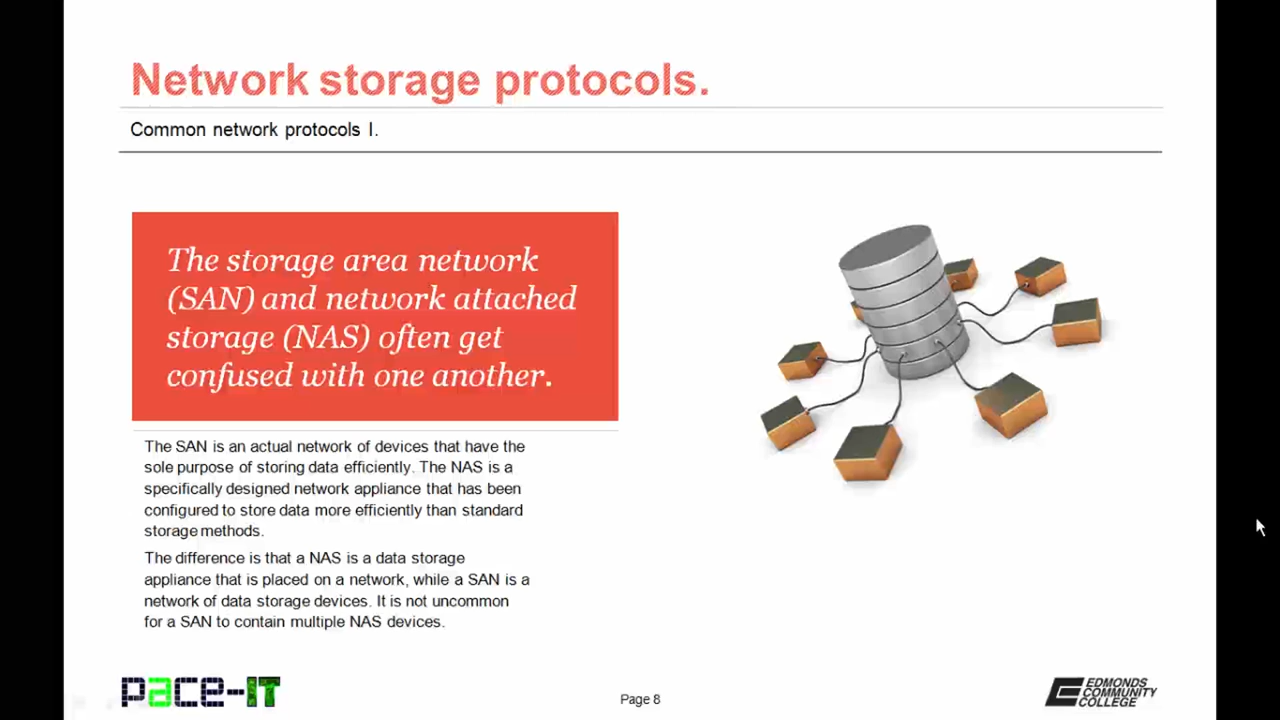 Network storage protocols.
Common network protocols I.
The storage area network
(SAN) and network attached
storage (NAS) often get
confused with one another.
The SAN is an actual network of devices that have the
sole purpose of storing data efficiently. The NAS is a
specifically designed network appliance that has been
configured to store data more efficiently than standard
storage methods.
The difference is that a NAS is a data storage
appliance that is placed on a network, while a SAN is a
network of data storage devices. It is not uncommon
for a SAN to contain multiple NAS devices.
pace-IT
Page 8
EDMONDS
COMMUNITY
COLLEGE